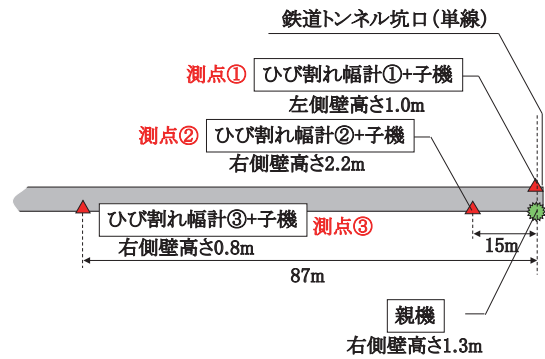 鉄道トンネル坑口(単線)
測点① ひび割れ幅計①+子機
左側壁高さ1.0m
測点② ひび割れ幅計②+子機
右側壁高さ2.2m
ひび割れ幅計③+子機 測点③
右側壁高さ0.8m
15m
87m
親機
右側壁高さ1.3m